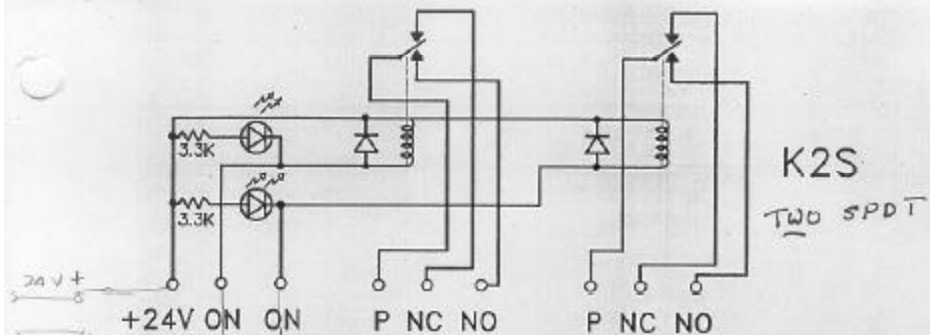 3.3K
K2S
3.3K
TWO SPDT
24V+
+24V ON ON P NC NO P NC NO